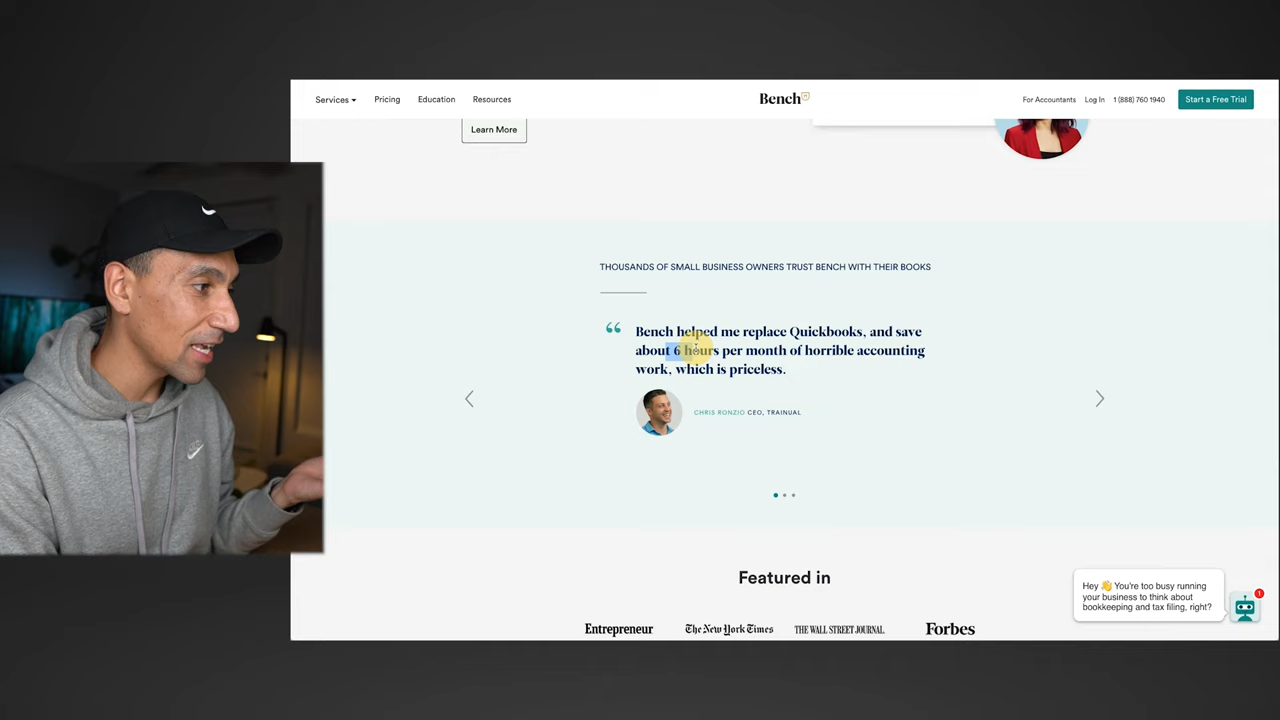 Services Pricing Education Resources Bench For Accountants Log In 1 (888) 760 1940 Start a Free Trial
Learn More
THOUSANDS OF SMALL BUSINESS OWNERS TRUST BENCH WITH THEIR BOOKS
“ Bench helped me replace Quickbooks, and save
about 6 hours per month of horrible accounting
work, which is priceless.
CHRIS RONZIO CEO, TRAINUAL
Featured in
Hey 👋 You're too busy running
your business to think about
bookkeeping and tax filing, right?
1
Entrepreneur The New York Times THE WALL STREET JOURNAL. Forbes